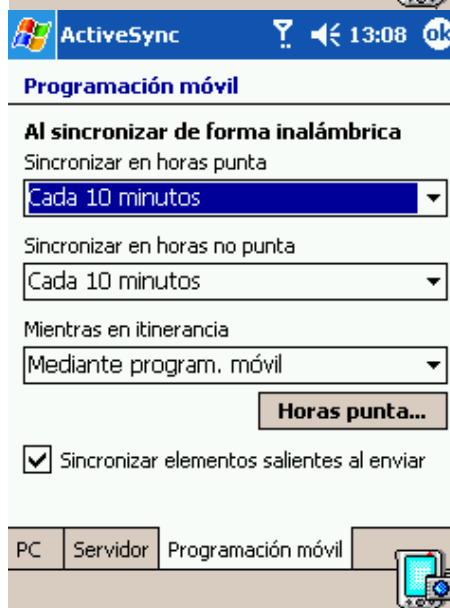 ActiveSync 13:08 ok
Programación móvil
Al sincronizar de forma inalámbrica
Sincronizar en horas punta
Cada 10 minutos
Sincronizar en horas no punta
Cada 10 minutos
Mientras en itinerancia
Mediante program. móvil
Horas punta...
Sincronizar elementos salientes al enviar
PC Servidor Programación móvil